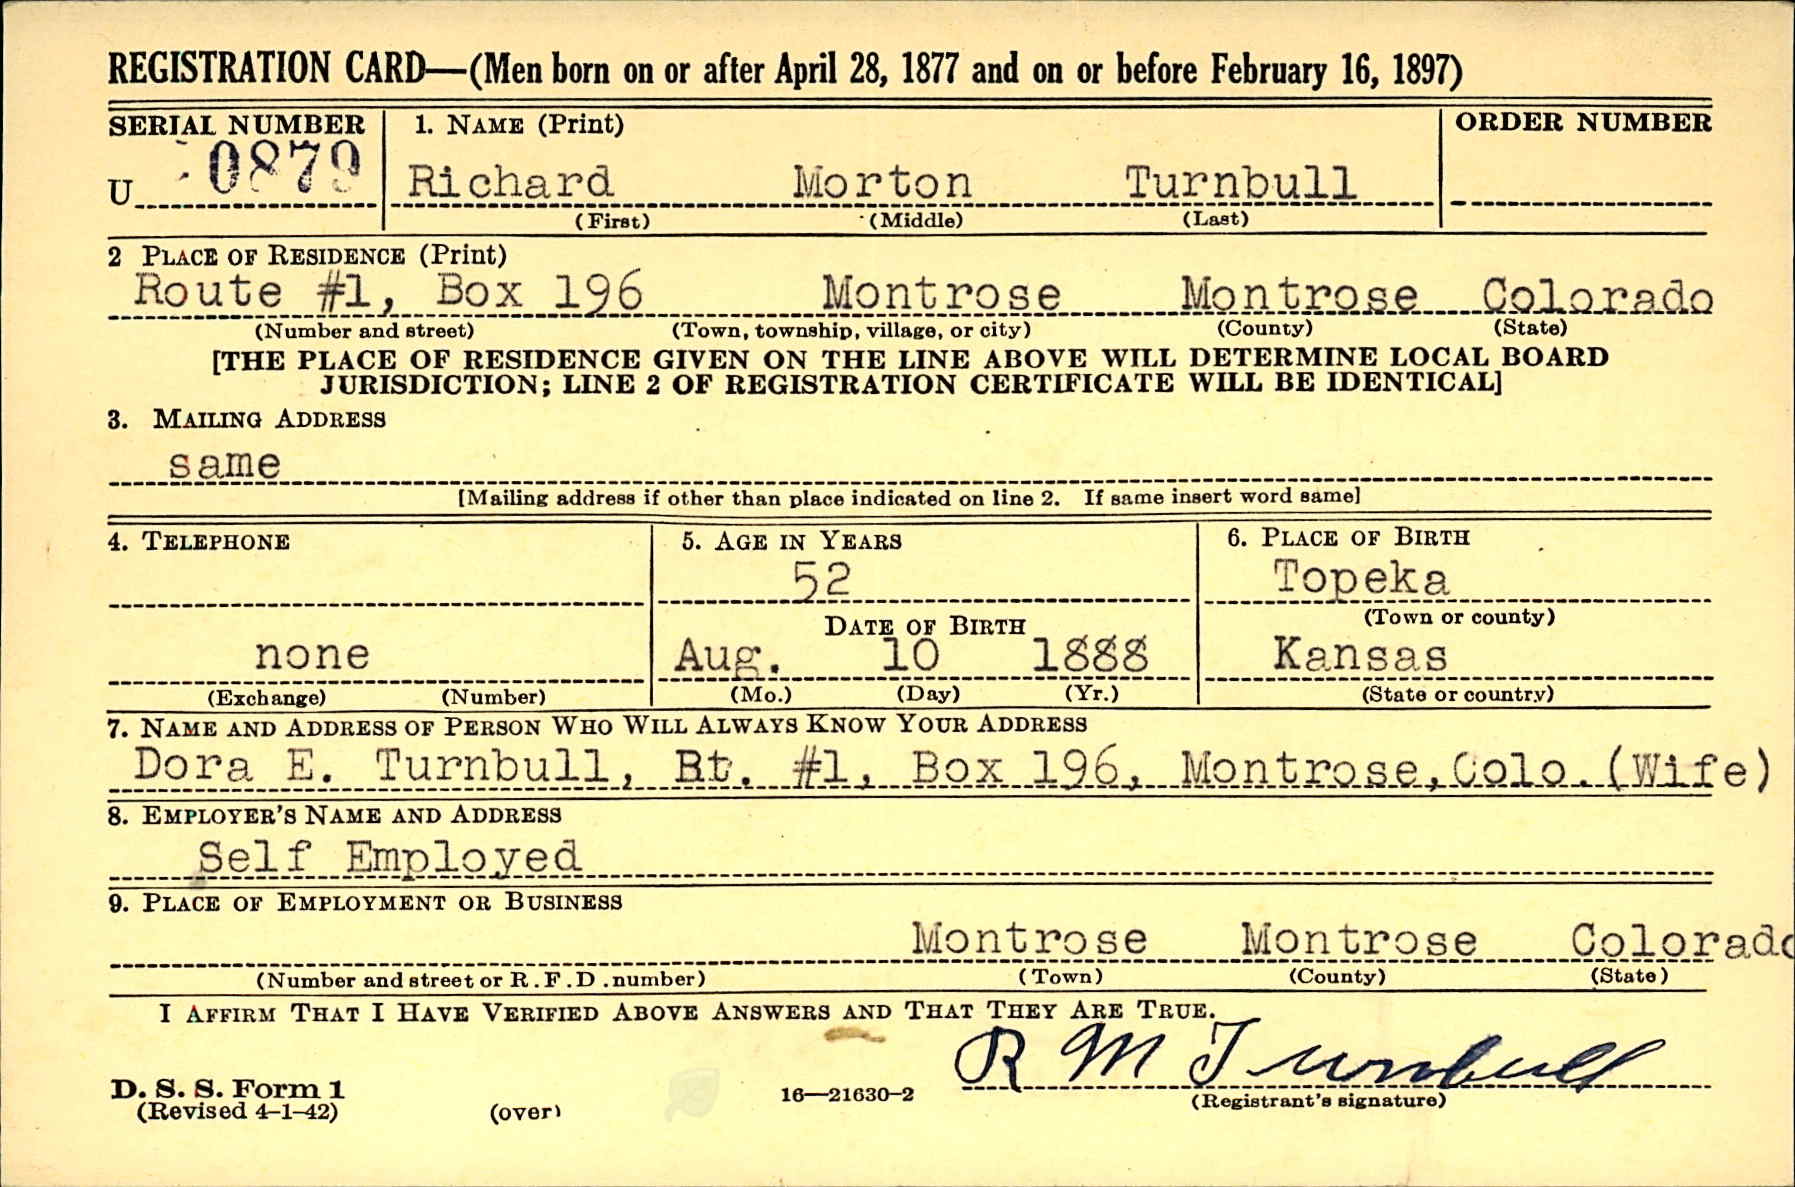 REGISTRATION CARD—(Men born on or after April 28, 1877 and on or before February 16, 1897)
SERIAL NUMBER
1. NAME (Print)
ORDER NUMBER
U 0879
Richard Morton Turnbull
(First) (Middle) (Last)
2 PLACE OF RESIDENCE (Print)
Route #1, Box 196 Montrose Montrose Colorado
(Number and street) (Town, township, village, or city) (County) (State)
[THE PLACE OF RESIDENCE GIVEN ON THE LINE ABOVE WILL DETERMINE LOCAL BOARD
JURISDICTION; LINE 2 OF REGISTRATION CERTIFICATE WILL BE IDENTICAL]
3. MAILING ADDRESS
same
[Mailing address if other than place indicated on line 2. If same insert word same]
4. TELEPHONE
5. AGE IN YEARS
6. PLACE OF BIRTH
52
Topeka
(Town or county)
DATE OF BIRTH
none
Aug. 10 1888
Kansas
(Exchange) (Number)
(Mo.) (Day) (Yr.)
(State or country)
7. NAME AND ADDRESS OF PERSON WHO WILL ALWAYS KNOW YOUR ADDRESS
Dora E. Turnbull, Rt. #1, Box 196, Montrose, Colo. (Wife)
8. EMPLOYER'S NAME AND ADDRESS
Self Employed
9. PLACE OF EMPLOYMENT OR BUSINESS
Montrose Montrose Colorado
(Number and street or R.F.D. number) (Town) (County) (State)
I AFFIRM THAT I HAVE VERIFIED ABOVE ANSWERS AND THAT THEY ARE TRUE.
R M Turnbull
D. S. S. Form 1
(Revised 4-1-42)
(over)
16—21630-2
(Registrant's signature)